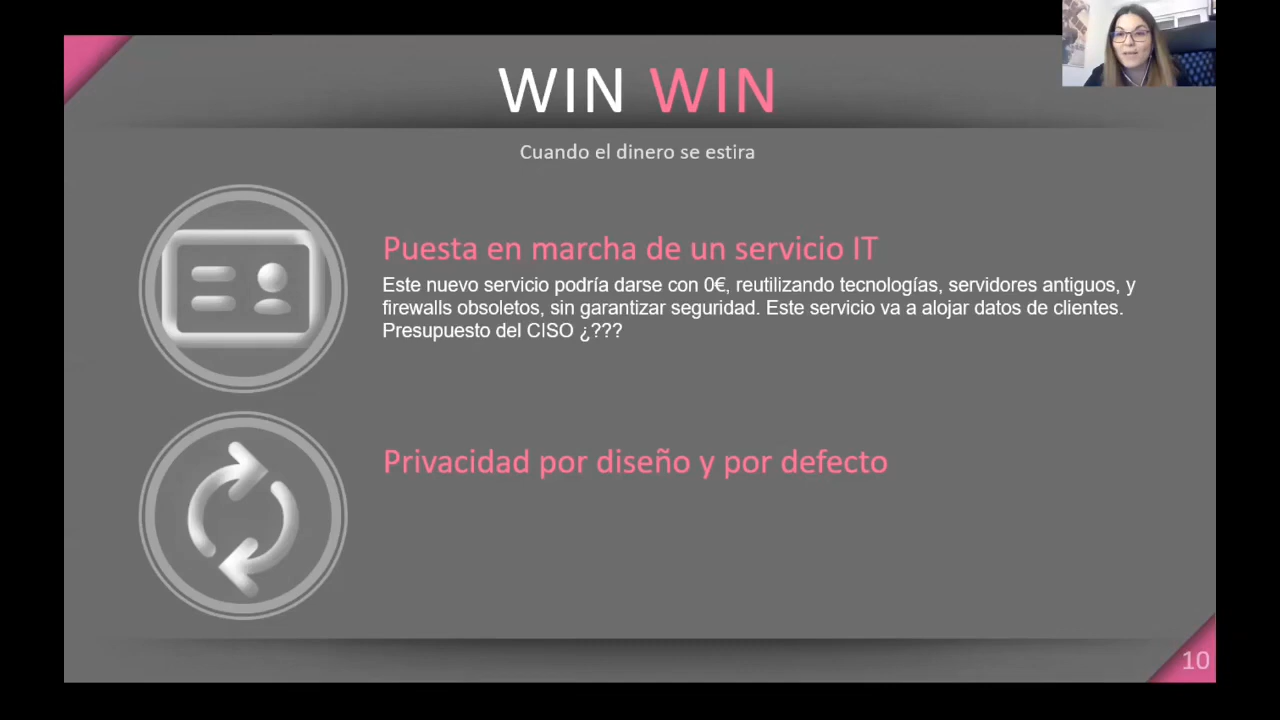 WIN WIN
Cuando el dinero se estira
Puesta en marcha de un servicio IT
Este nuevo servicio podría darse con 0€, reutilizando tecnologías, servidores antiguos, y
firewalls obsoletos, sin garantizar seguridad. Este servicio va a alojar datos de clientes.
Presupuesto del CISO ¿???
Privacidad por diseño y por defecto
10